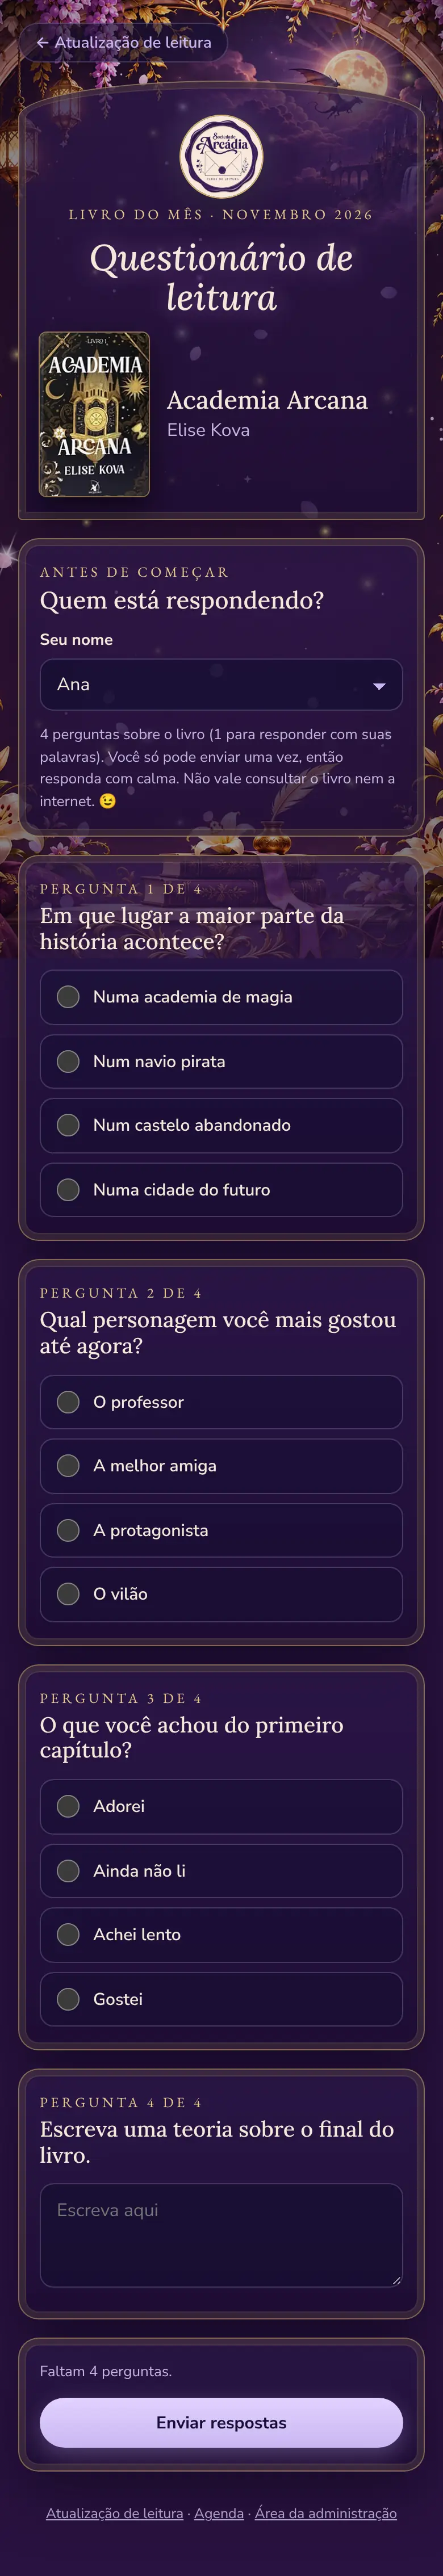 ← Atualização de leitura
Sociedade
Arcádia
LIVRO DO MÊS · NOVEMBRO 2026
Questionário de
leitura
LIVRO I
ACADEMIA
ARCANA
ELISE KOVA
Academia Arcana
Elise Kova
ANTES DE COMEÇAR
Quem está respondendo?
Seu nome
Ana
4 perguntas sobre o livro (1 para responder com suas
palavras). Você só pode enviar uma vez, então
responda com calma. Não vale consultar o livro nem a
internet. 😉
PERGUNTA 1 DE 4
Em que lugar a maior parte da
história acontece?
Numa academia de magia
Num navio pirata
Num castelo abandonado
Numa cidade do futuro
PERGUNTA 2 DE 4
Qual personagem você mais gostou
até agora?
O professor
A melhor amiga
A protagonista
O vilão
PERGUNTA 3 DE 4
O que você achou do primeiro
capítulo?
Adorei
Ainda não li
Achei lento
Gostei
PERGUNTA 4 DE 4
Escreva uma teoria sobre o final do
livro.
Escreva aqui
Faltam 4 perguntas.
Enviar respostas
Atualização de leitura · Agenda · Área da administração